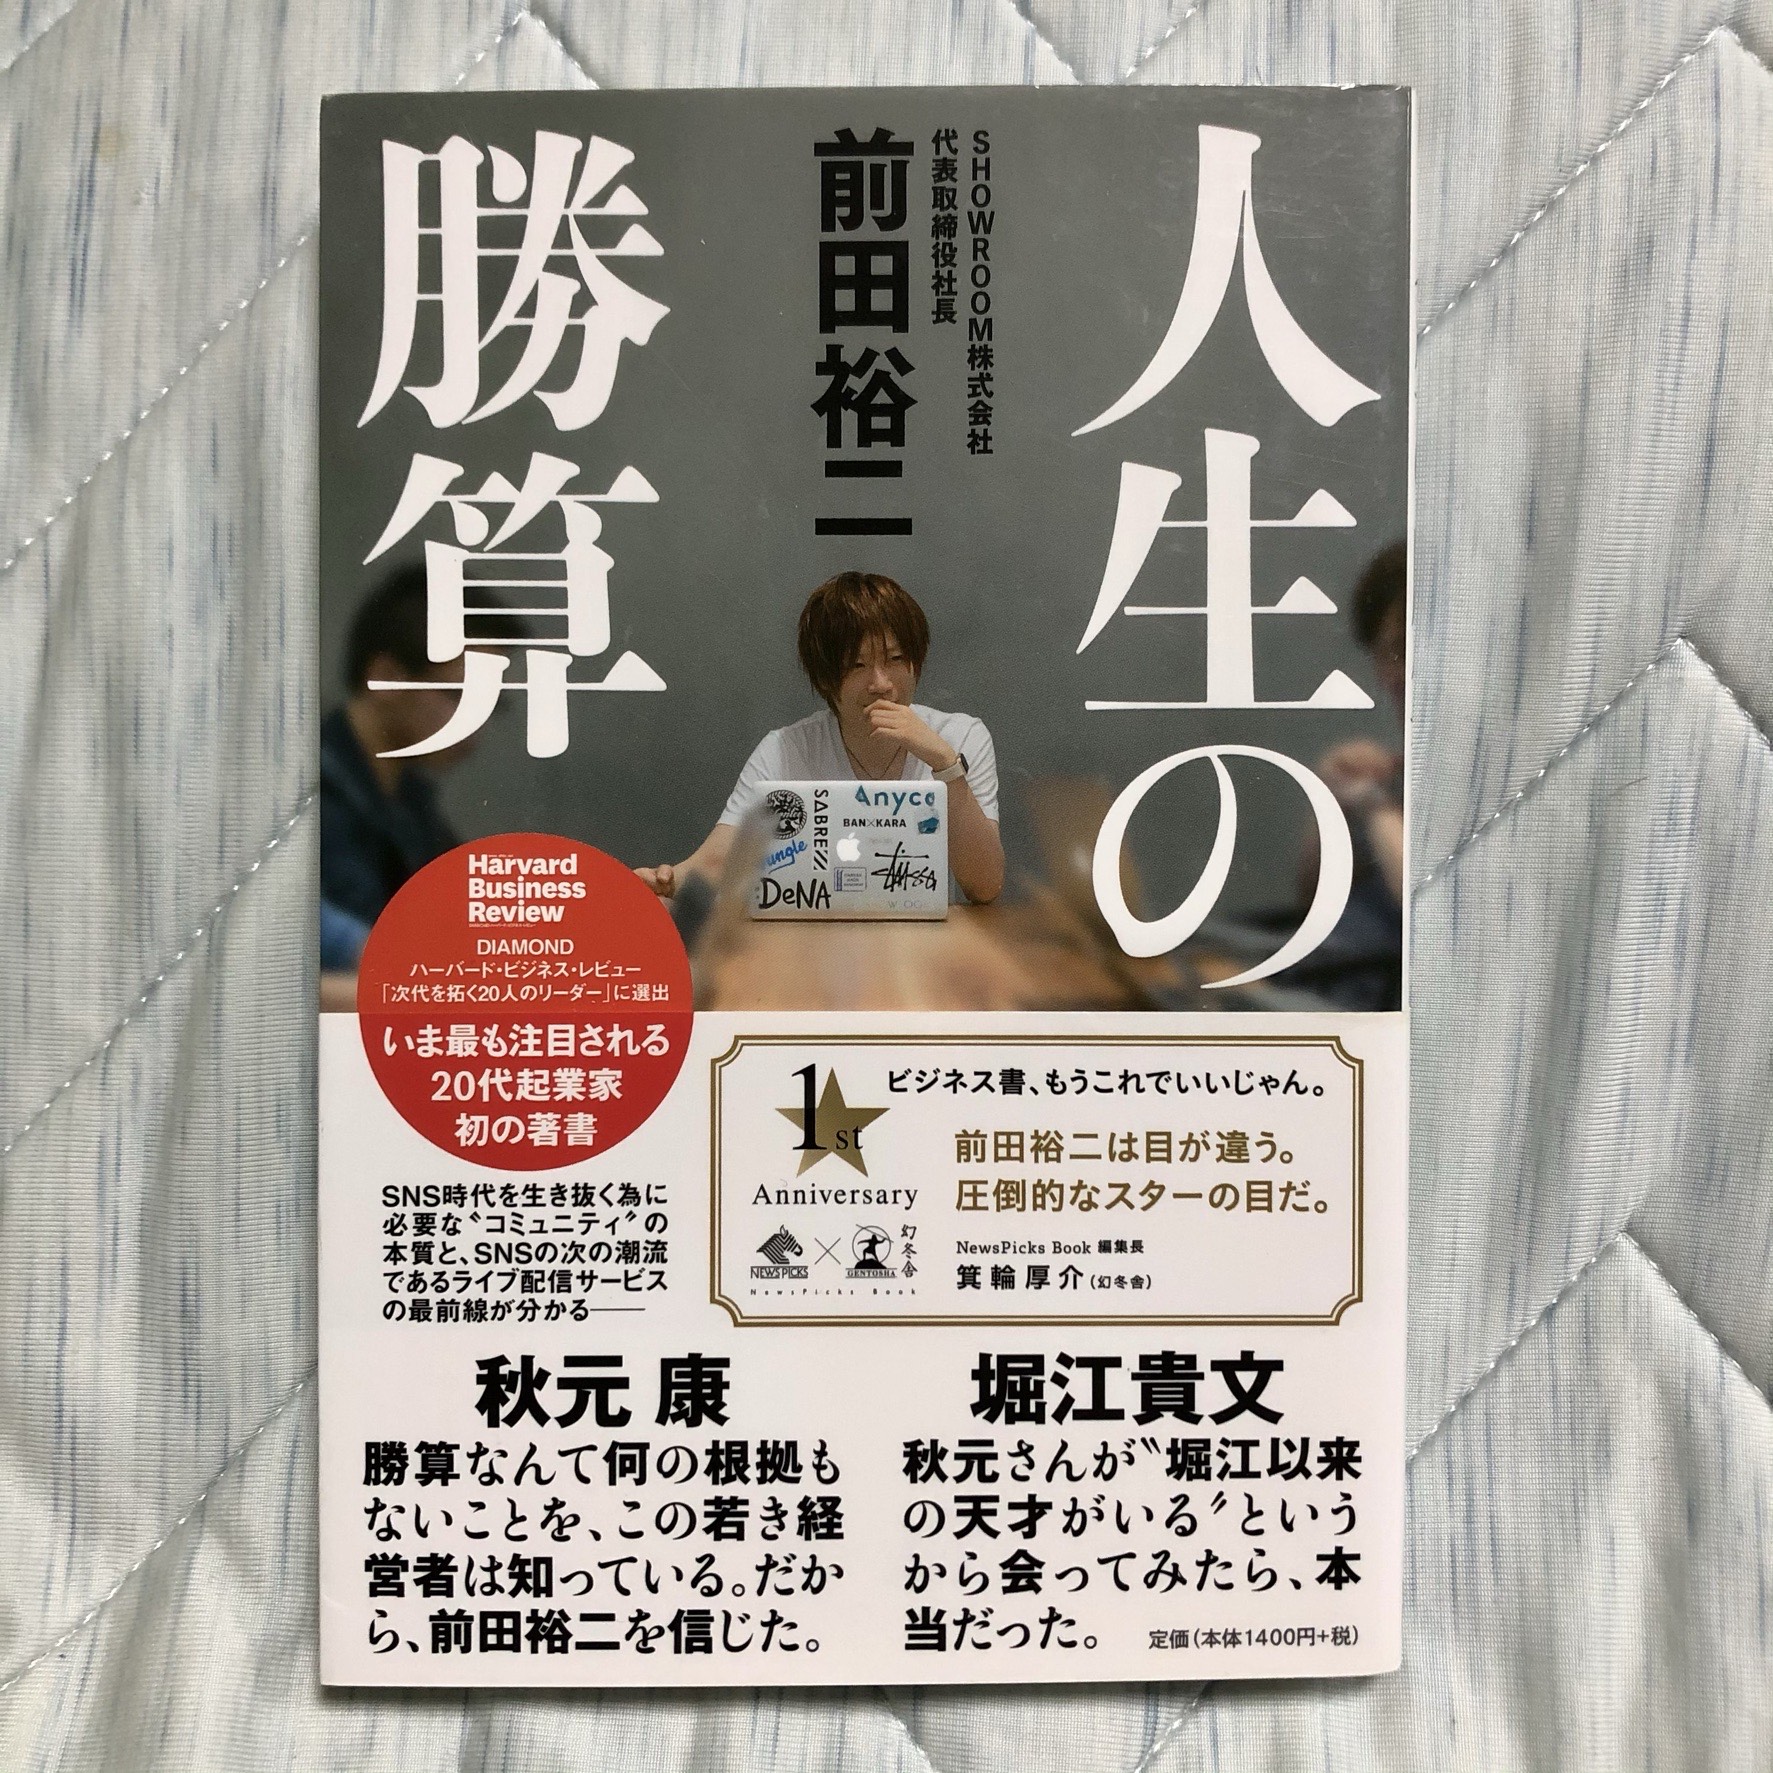 人生の
勝算
SHOWROOM株式会社
代表取締役社長
前田裕二
Anyca
SABRE
BAN×KARA
DeNA
Harvard
Business
Review
DIAMOND
ハーバード・ビジネス・レビュー
「次代を拓く20人のリーダー」に選出
いま最も注目される
20代起業家
初の著書
SNS時代を生き抜く為に
必要な〝コミュニティ〟の
本質と、SNSの次の潮流
であるライブ配信サービス
の最前線が分かる――
1st
Anniversary
NEWSPICKS
×
GENTOSHA
幻冬舎
NewsPicks Book
ビジネス書、もうこれでいいじゃん。
前田裕二は目が違う。
圧倒的なスターの目だ。
NewsPicks Book 編集長
箕輪厚介(幻冬舎)
秋元 康
勝算なんて何の根拠も
ないことを、この若き経
営者は知っている。だか
ら、前田裕二を信じた。
堀江貴文
秋元さんが〝堀江以来
の天才がいる〟という
から会ってみたら、本
当だった。
定価(本体1400円+税)